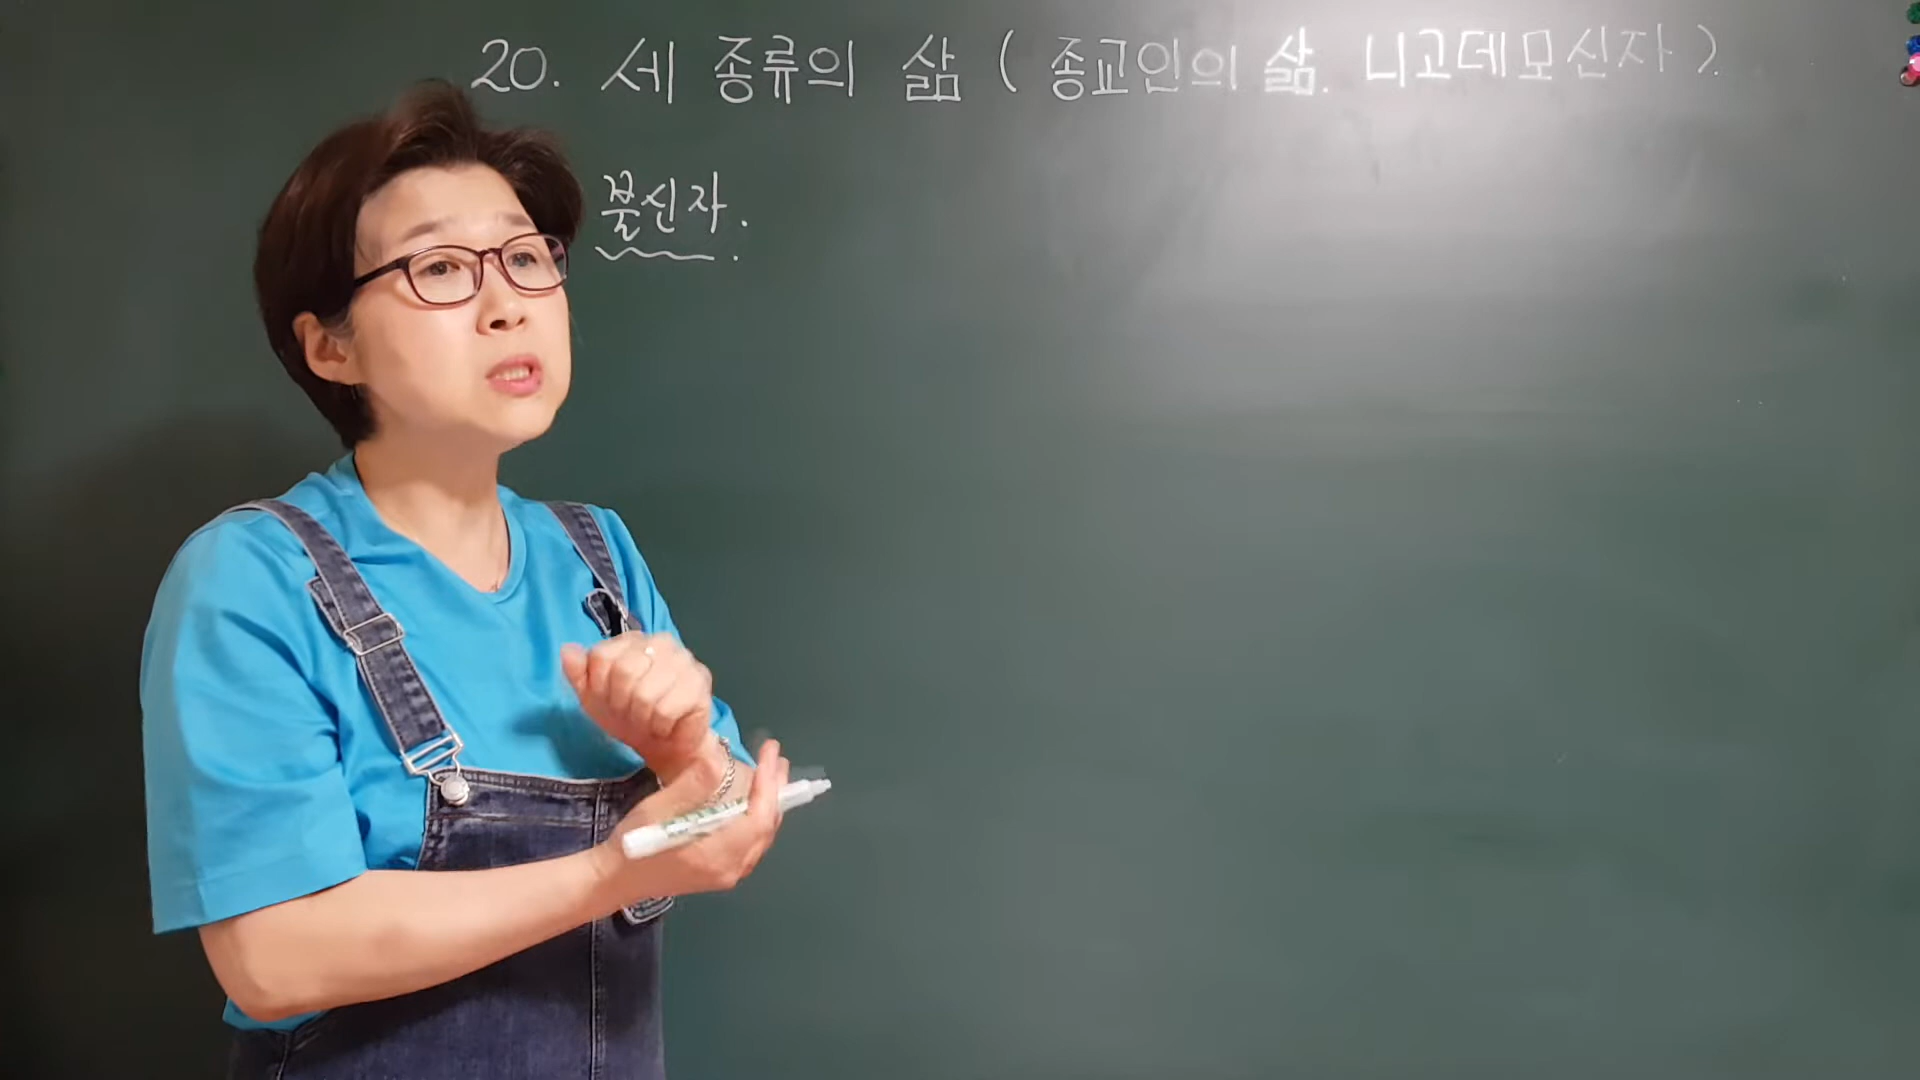 20. 세 종류의 삶 ( 종교인의 삶. 니고데모신자 ).
불신자.